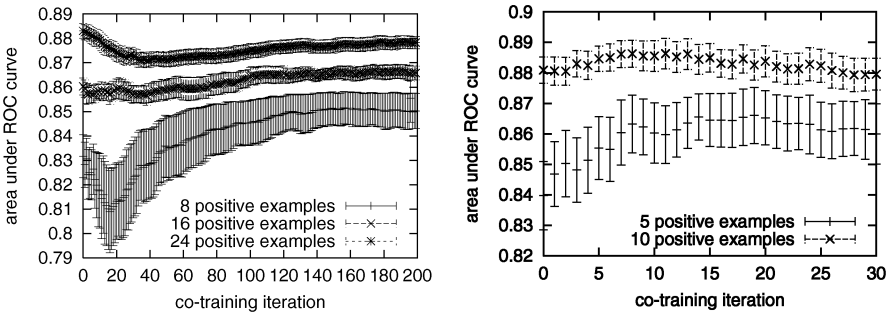 area under ROC curve
0.89
0.88
0.87
0.86
0.85
0.84
0.83
0.82
0.81
0.8
0.79
8 positive examples
16 positive examples
24 positive examples
0 20 40 60 80 100 120 140 160 180 200
co-training iteration
area under ROC curve
0.9
0.89
0.88
0.87
0.86
0.85
0.84
0.83
0.82
5 positive examples
10 positive examples
0 5 10 15 20 25 30
co-training iteration